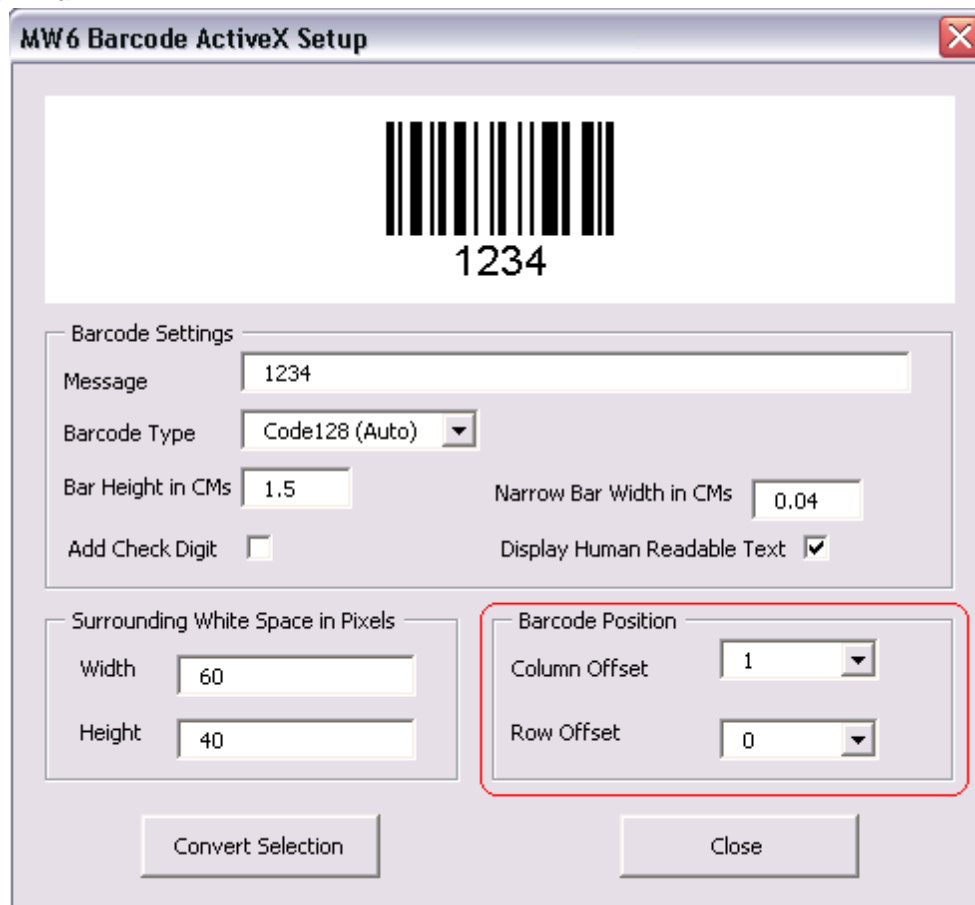 MW6 Barcode ActiveX Setup
1234
Barcode Settings
Message 1234
Barcode Type Code128 (Auto)
Bar Height in CMs 1.5 Narrow Bar Width in CMs 0.04
Add Check Digit Display Human Readable Text
Surrounding White Space in Pixels
Width 60
Height 40
Barcode Position
Column Offset 1
Row Offset 0
Convert Selection Close